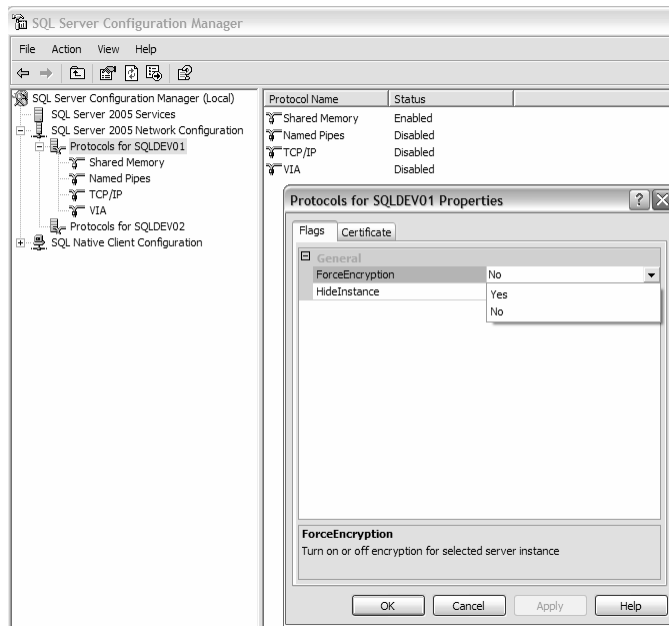 SQL Server Configuration Manager
File Action View Help
SQL Server Configuration Manager (Local)
SQL Server 2005 Services
SQL Server 2005 Network Configuration
Protocols for SQLDEV01
Shared Memory
Named Pipes
TCP/IP
VIA
Protocols for SQLDEV02
SQL Native Client Configuration
Protocol Name Status
Shared Memory Enabled
Named Pipes Disabled
TCP/IP Disabled
VIA Disabled
Protocols for SQLDEV01 Properties
Flags Certificate
General
ForceEncryption No
HideInstance
Yes
No
ForceEncryption
Turn on or off encryption for selected server instance
OK Cancel Apply Help